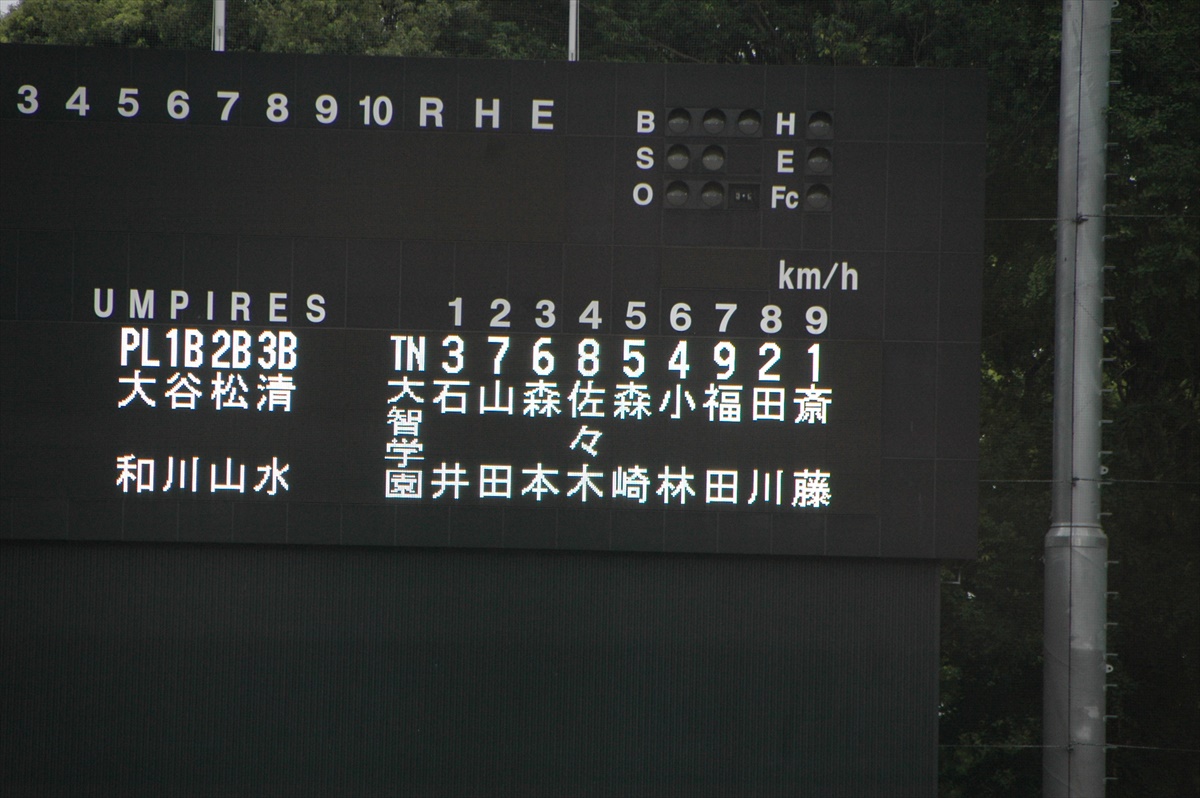 3 4 5 6 7 8 9 10 R H E
B H
S E
O Fc
km/h
UMPIRES
PL 1B 2B 3B
大和
谷川
松山
清水
1 2 3 4 5 6 7 8 9
TN 3 7 6 8 5 4 9 2 1
大智学園
石井
山田
森本
佐々木
森崎
小林
福田
田川
斎藤